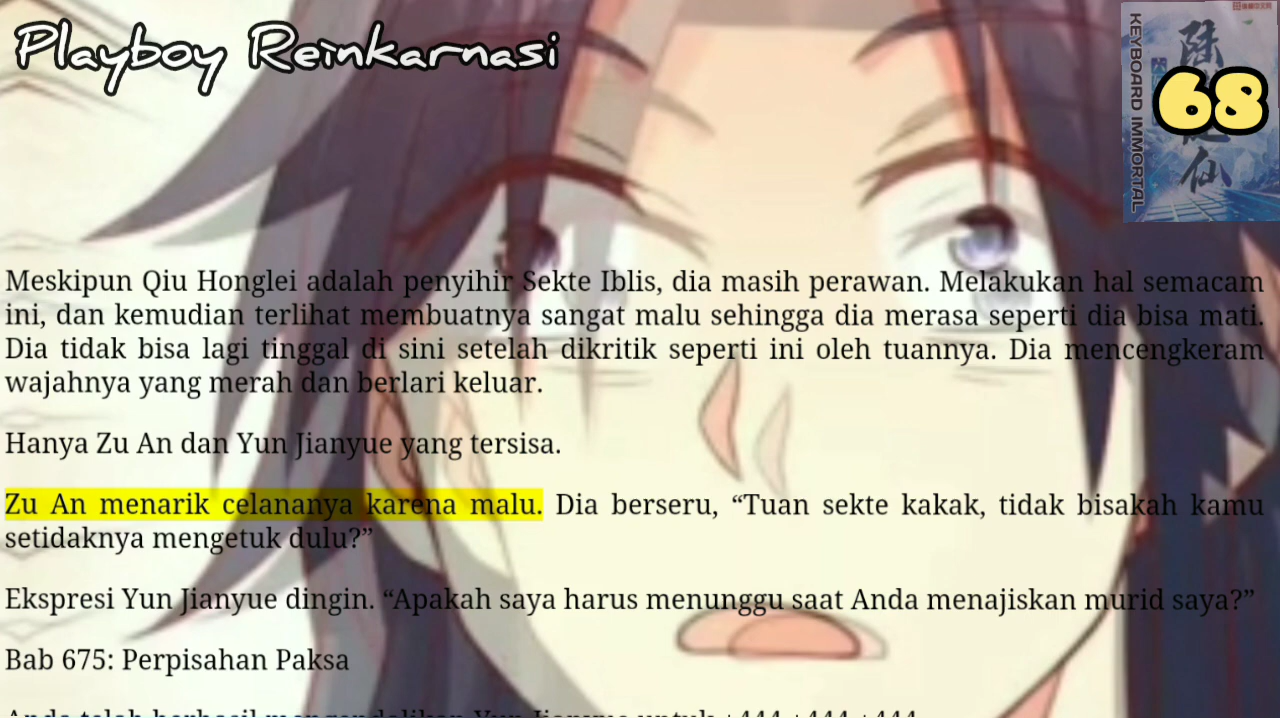 Playboy Reinkarnasi
KEYBOARD IMMORTAL
68
Meskipun Qiu Honglei adalah penyihir Sekte Iblis, dia masih perawan. Melakukan hal semacam
ini, dan kemudian terlihat membuatnya sangat malu sehingga dia merasa seperti dia bisa mati.
Dia tidak bisa lagi tinggal di sini setelah dikritik seperti ini oleh tuannya. Dia mencengkeram
wajahnya yang merah dan berlari keluar.
Hanya Zu An dan Yun Jianyue yang tersisa.
Zu An menarik celananya karena malu. Dia berseru, “Tuan sekte kakak, tidak bisakah kamu
setidaknya mengetuk dulu?”
Ekspresi Yun Jianyue dingin. “Apakah saya harus menunggu saat Anda menajiskan murid saya?”
Bab 675: Perpisahan Paksa